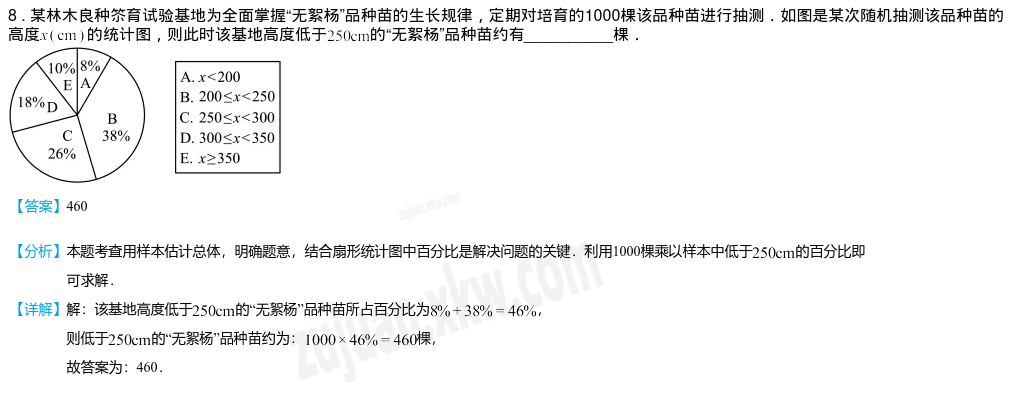 8．某林木良种苶育试验基地为全面掌握“无絮杨”品种苗的生长规律，定期对培育的1000棵该品种苗进行抽测．如图是某次随机抽测该品种苗的
高度x(cm)的统计图，则此时该基地高度低于250cm的“无絮杨”品种苗约有___________棵．
10% 8%
E A
18% D
B
38%
C
26%
A. x<200
B. 200≤x<250
C. 250≤x<300
D. 300≤x<350
E. x≥350
【答案】460
【分析】本题考查用样本估计总体，明确题意，结合扇形统计图中百分比是解决问题的关键．利用1000棵乘以样本中低于250cm的百分比即
可求解．
【详解】解：该基地高度低于250cm的“无絮杨”品种苗所占百分比为8%+38%=46%，
则低于250cm的“无絮杨”品种苗约为：1000×46%=460棵，
故答案为：460．
zujuan.xkw.com
zujuan.xkw.com